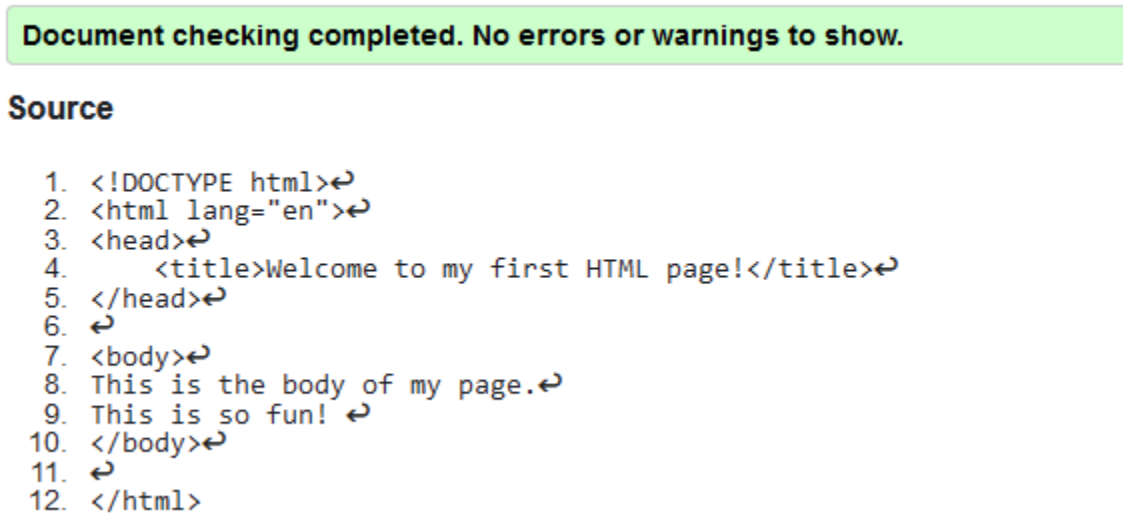 Document checking completed. No errors or warnings to show.
Source
1. <!DOCTYPE html>↩
2. <html lang="en">↩
3. <head>↩
4.     <title>Welcome to my first HTML page!</title>↩
5. </head>↩
6. ↩
7. <body>↩
8. This is the body of my page.↩
9. This is so fun! ↩
10. </body>↩
11. ↩
12. </html>